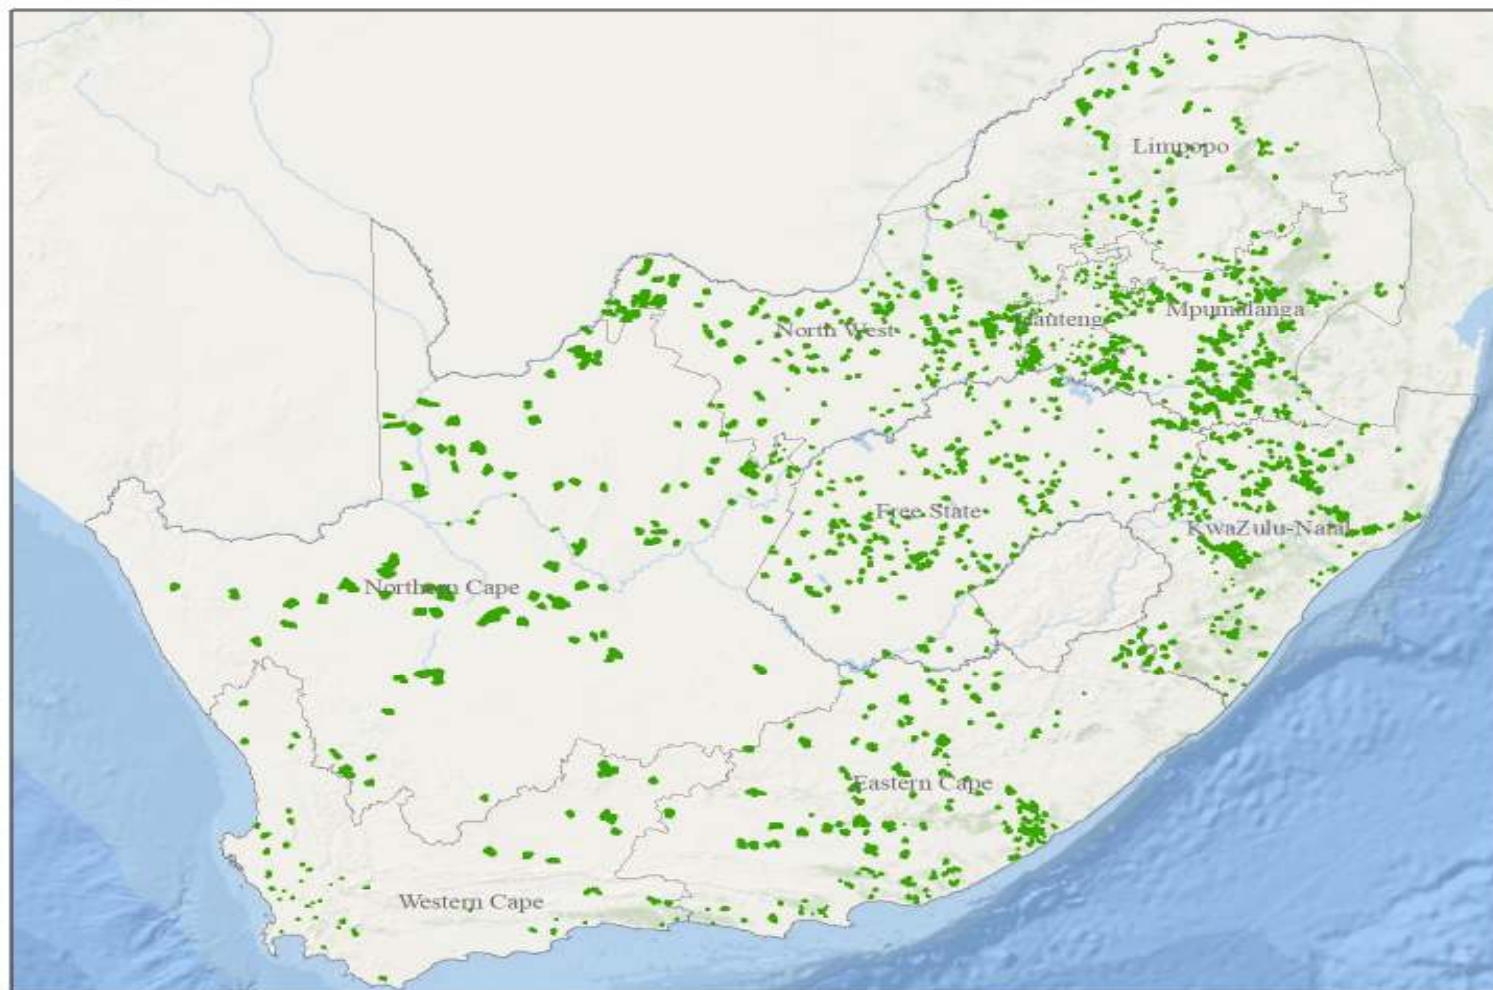 Limpopo
Mpumalanga
Gauteng
North West
Free State
KwaZulu-Natal
Northern Cape
Eastern Cape
Western Cape